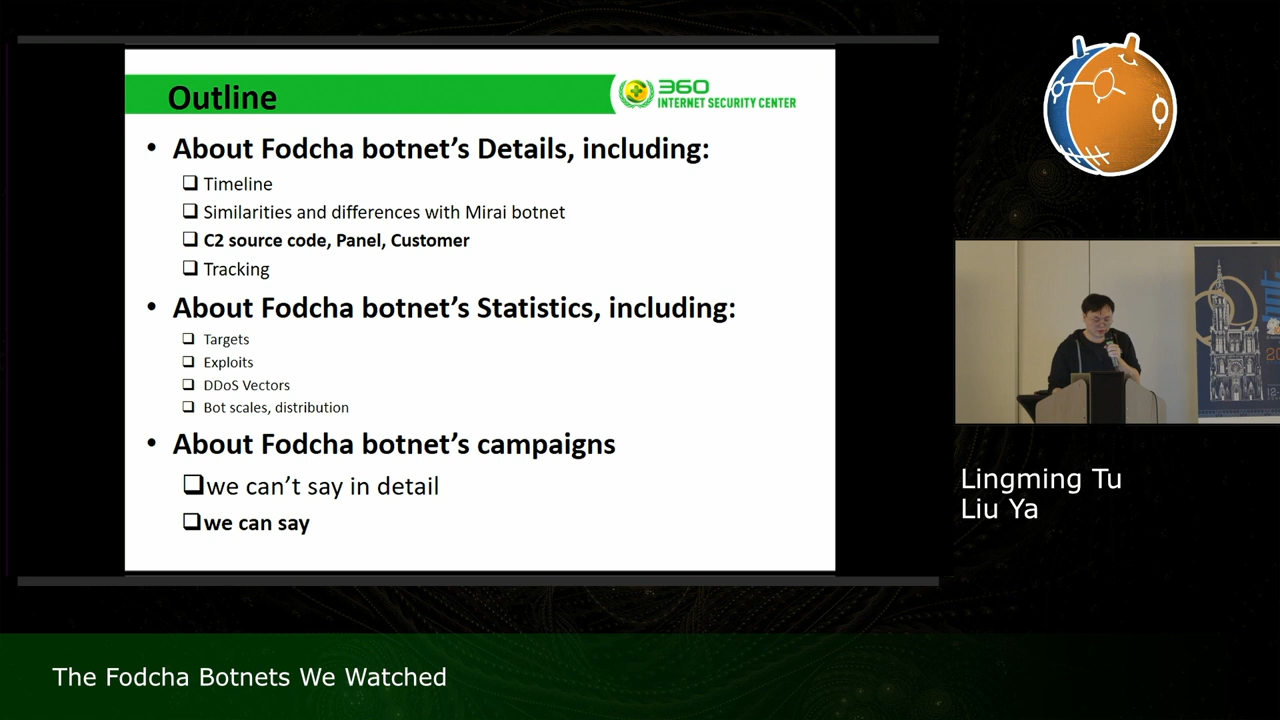 Outline
360
INTERNET SECURITY CENTER
• About Fodcha botnet's Details, including:
❑ Timeline
❑ Similarities and differences with Mirai botnet
❑ C2 source code, Panel, Customer
❑ Tracking
• About Fodcha botnet's Statistics, including:
❑ Targets
❑ Exploits
❑ DDoS Vectors
❑ Bot scales, distribution
• About Fodcha botnet's campaigns
❑we can't say in detail
❑we can say
Lingming Tu
Liu Ya
The Fodcha Botnets We Watched